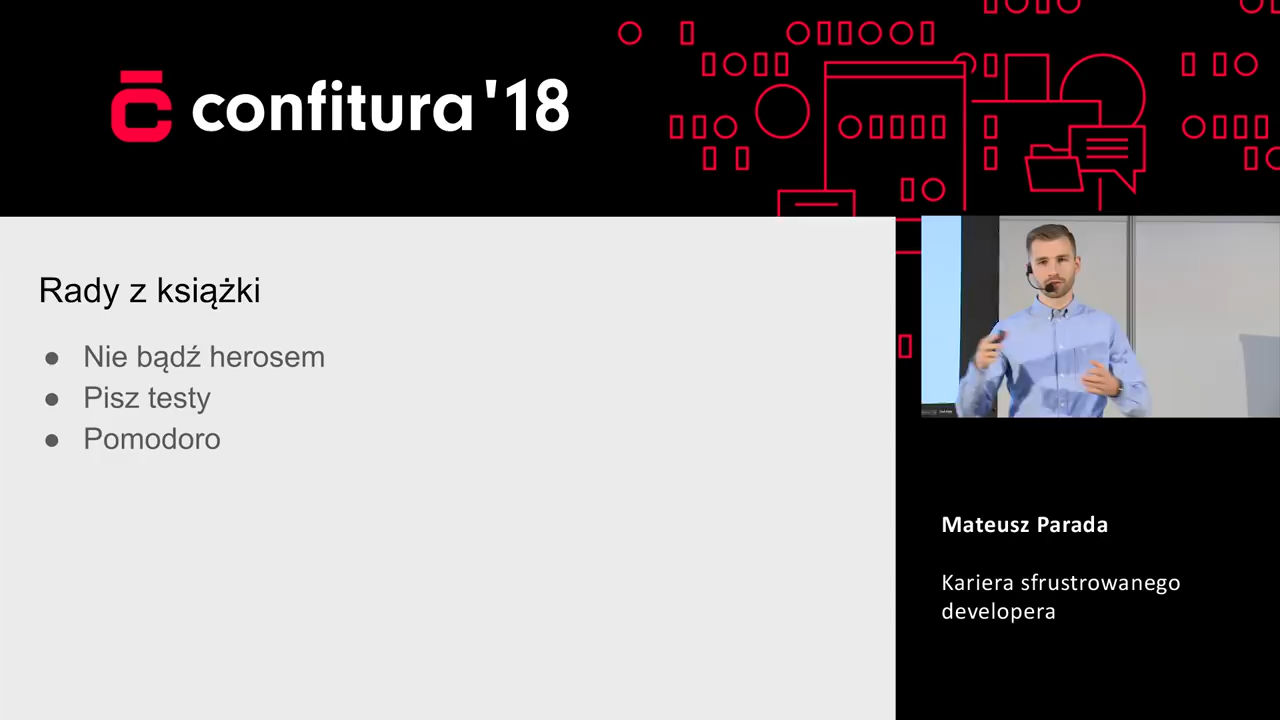 confitura '18
Rady z książki
● Nie bądź herosem
● Pisz testy
● Pomodoro
Mateusz Parada
Kariera sfrustrowanego
developera